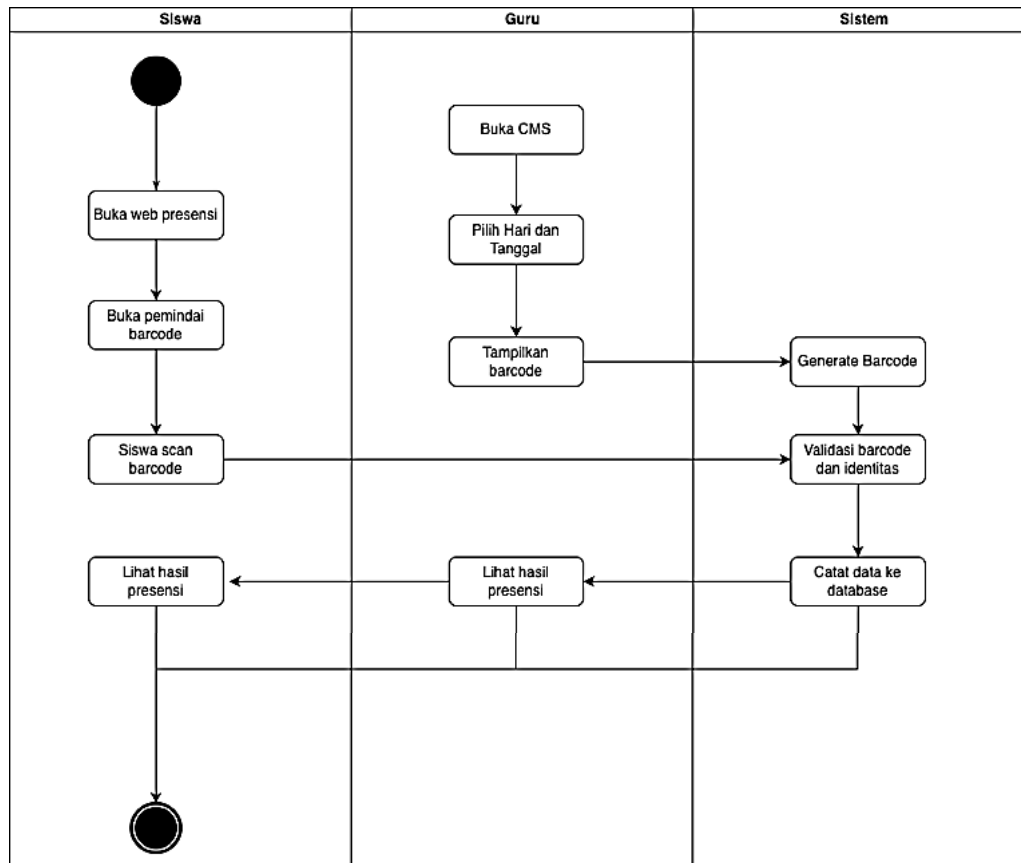 Siswa
Guru
Sistem
Buka CMS
Buka web presensi
Pilih Hari dan
Tanggal
Buka pemindai
barcode
Tampilkan
barcode
Generate Barcode
Siswa scan
barcode
Validasi barcode
dan identitas
Lihat hasil
presensi
Lihat hasil
presensi
Catat data ke
database